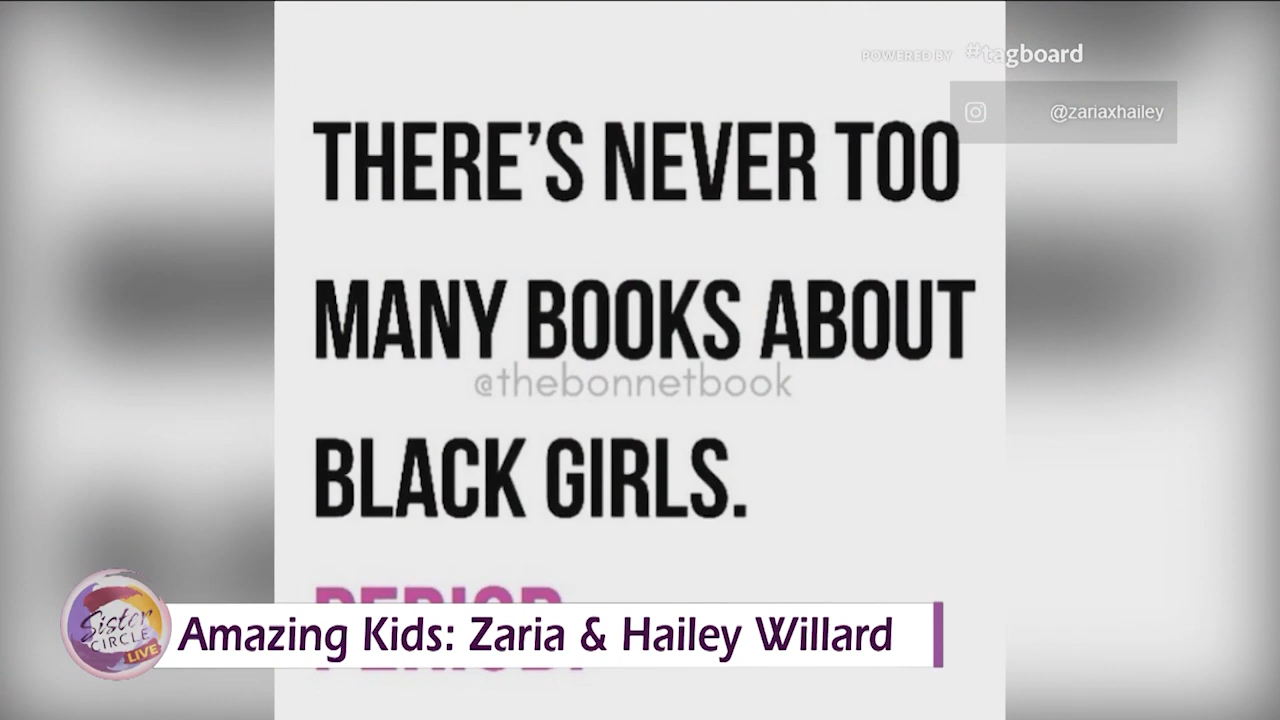 POWERED BY #tagboard
@zariaxhailey
THERE'S NEVER TOO
MANY BOOKS ABOUT
@thebonnetbook
BLACK GIRLS.
PERIOD.
Sister
CIRCLE
LIVE
Amazing Kids: Zaria & Hailey Willard